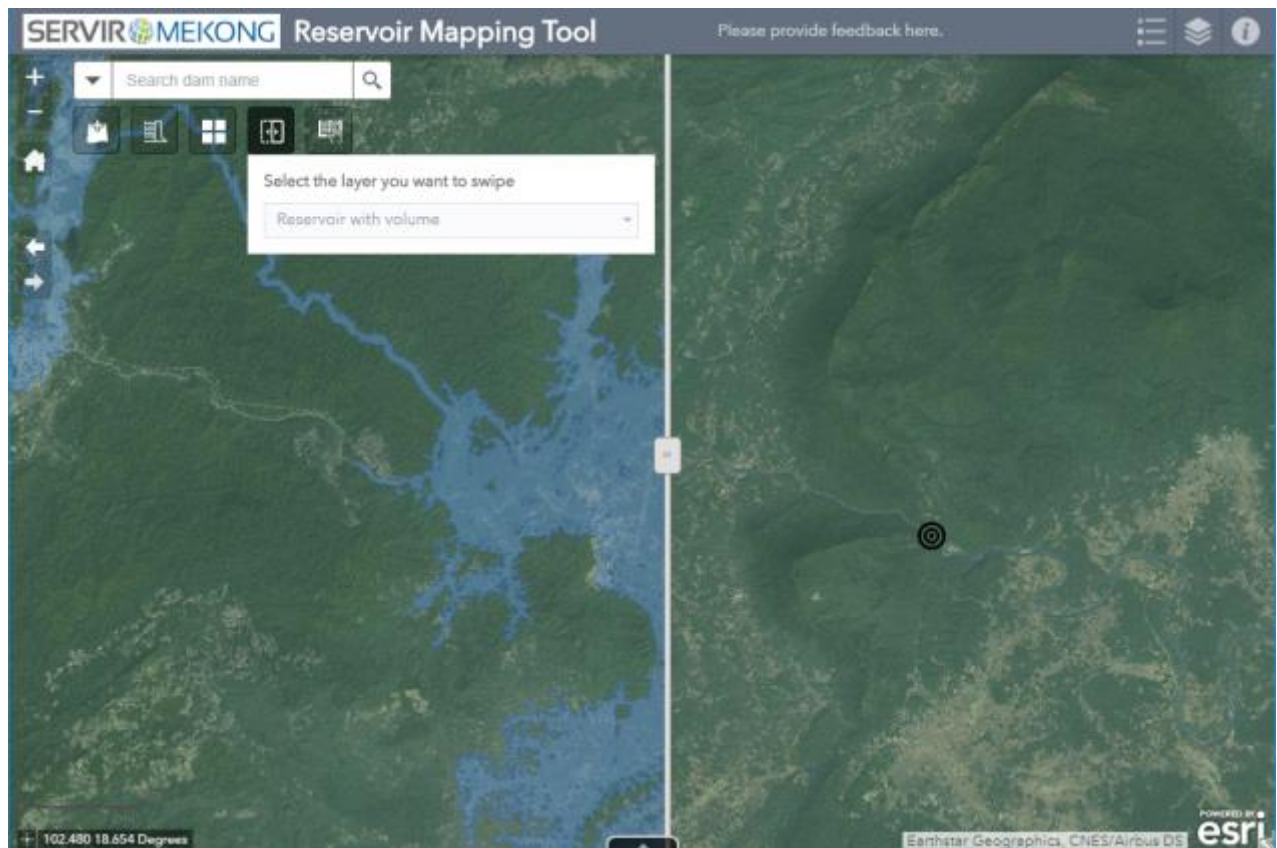 SERVIR MEKONG Reservoir Mapping Tool Please provide feedback here.
Search dam name
Select the layer you want to swipe
Reservoir with volume
102.480 18.654 Degrees
Earthstar Geographics, CNES/Airbus DS
POWERED BY
esri